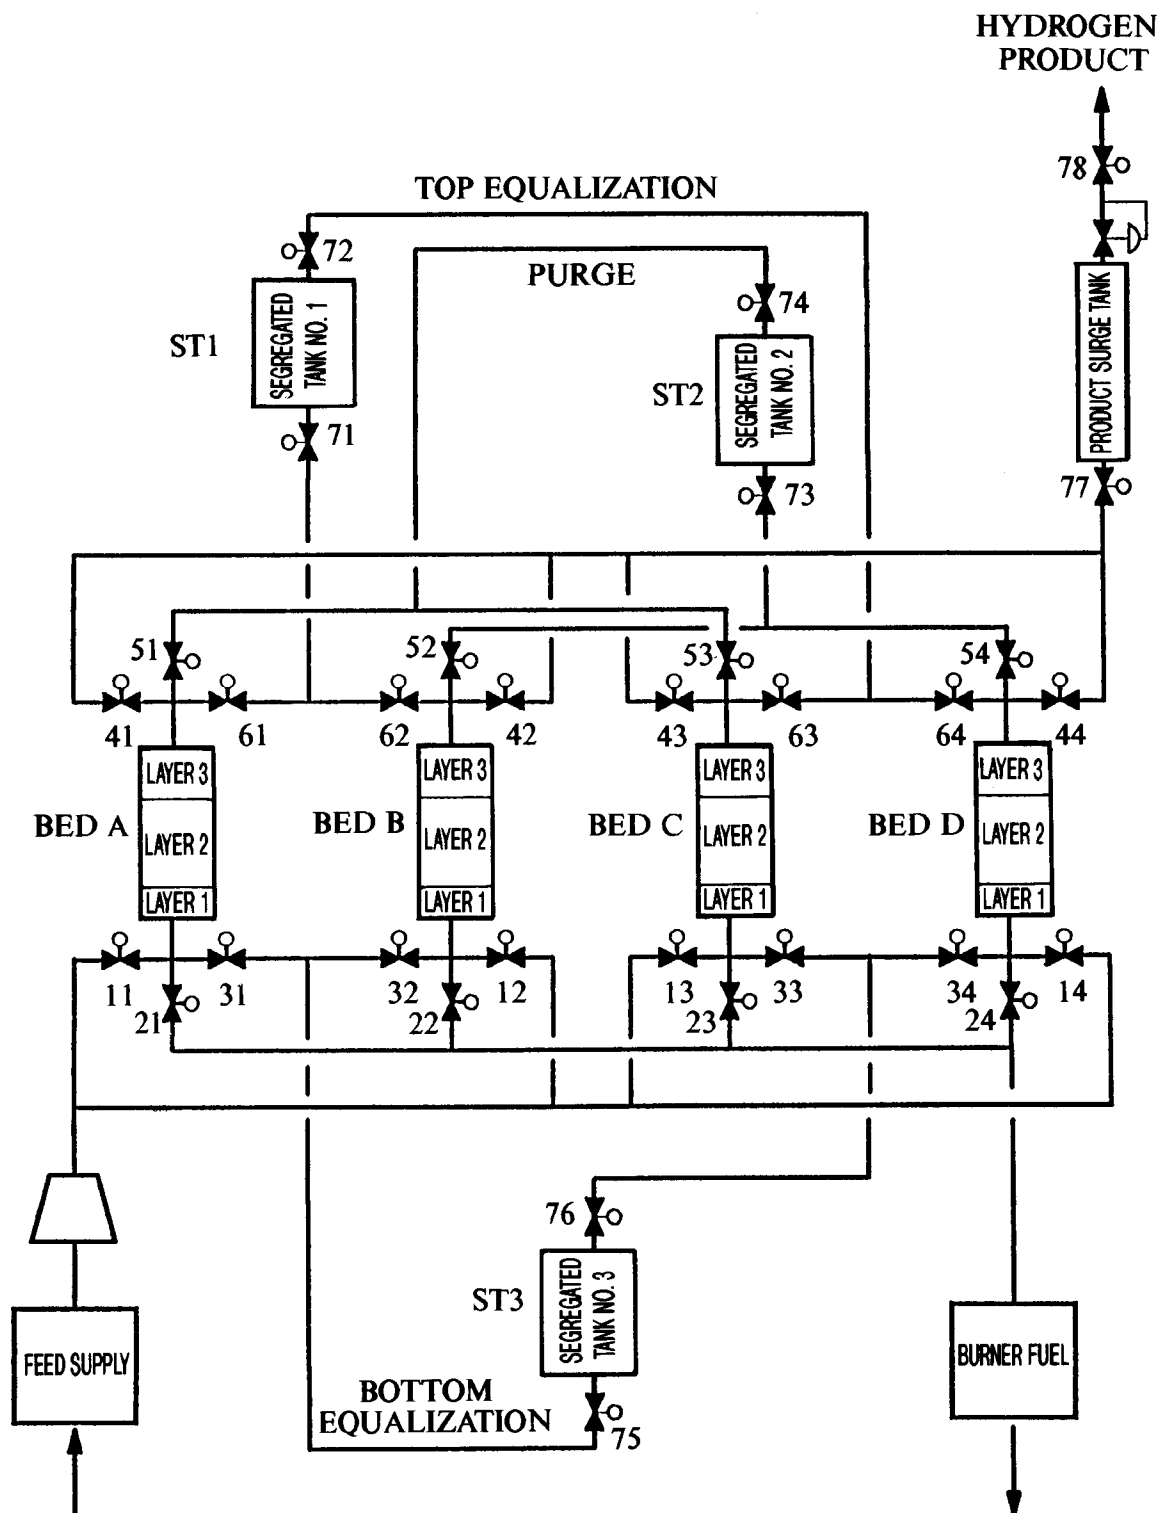 HYDROGEN
PRODUCT
78
TOP EQUALIZATION
72
PURGE
74
SEGREGATED
TANK NO. 1
ST1
SEGREGATED
TANK NO. 2
ST2
PRODUCT SURGE TANK
71
73
77
51
52
53
54
41
61
62
42
43
63
64
44
LAYER 3
LAYER 3
LAYER 3
LAYER 3
BED A
BED B
BED C
BED D
LAYER 2
LAYER 2
LAYER 2
LAYER 2
LAYER 1
LAYER 1
LAYER 1
LAYER 1
11
31
32
12
13
33
34
14
21
22
23
24
76
SEGREGATED
TANK NO. 3
ST3
FEED SUPPLY
BURNER FUEL
BOTTOM
EQUALIZATION
75